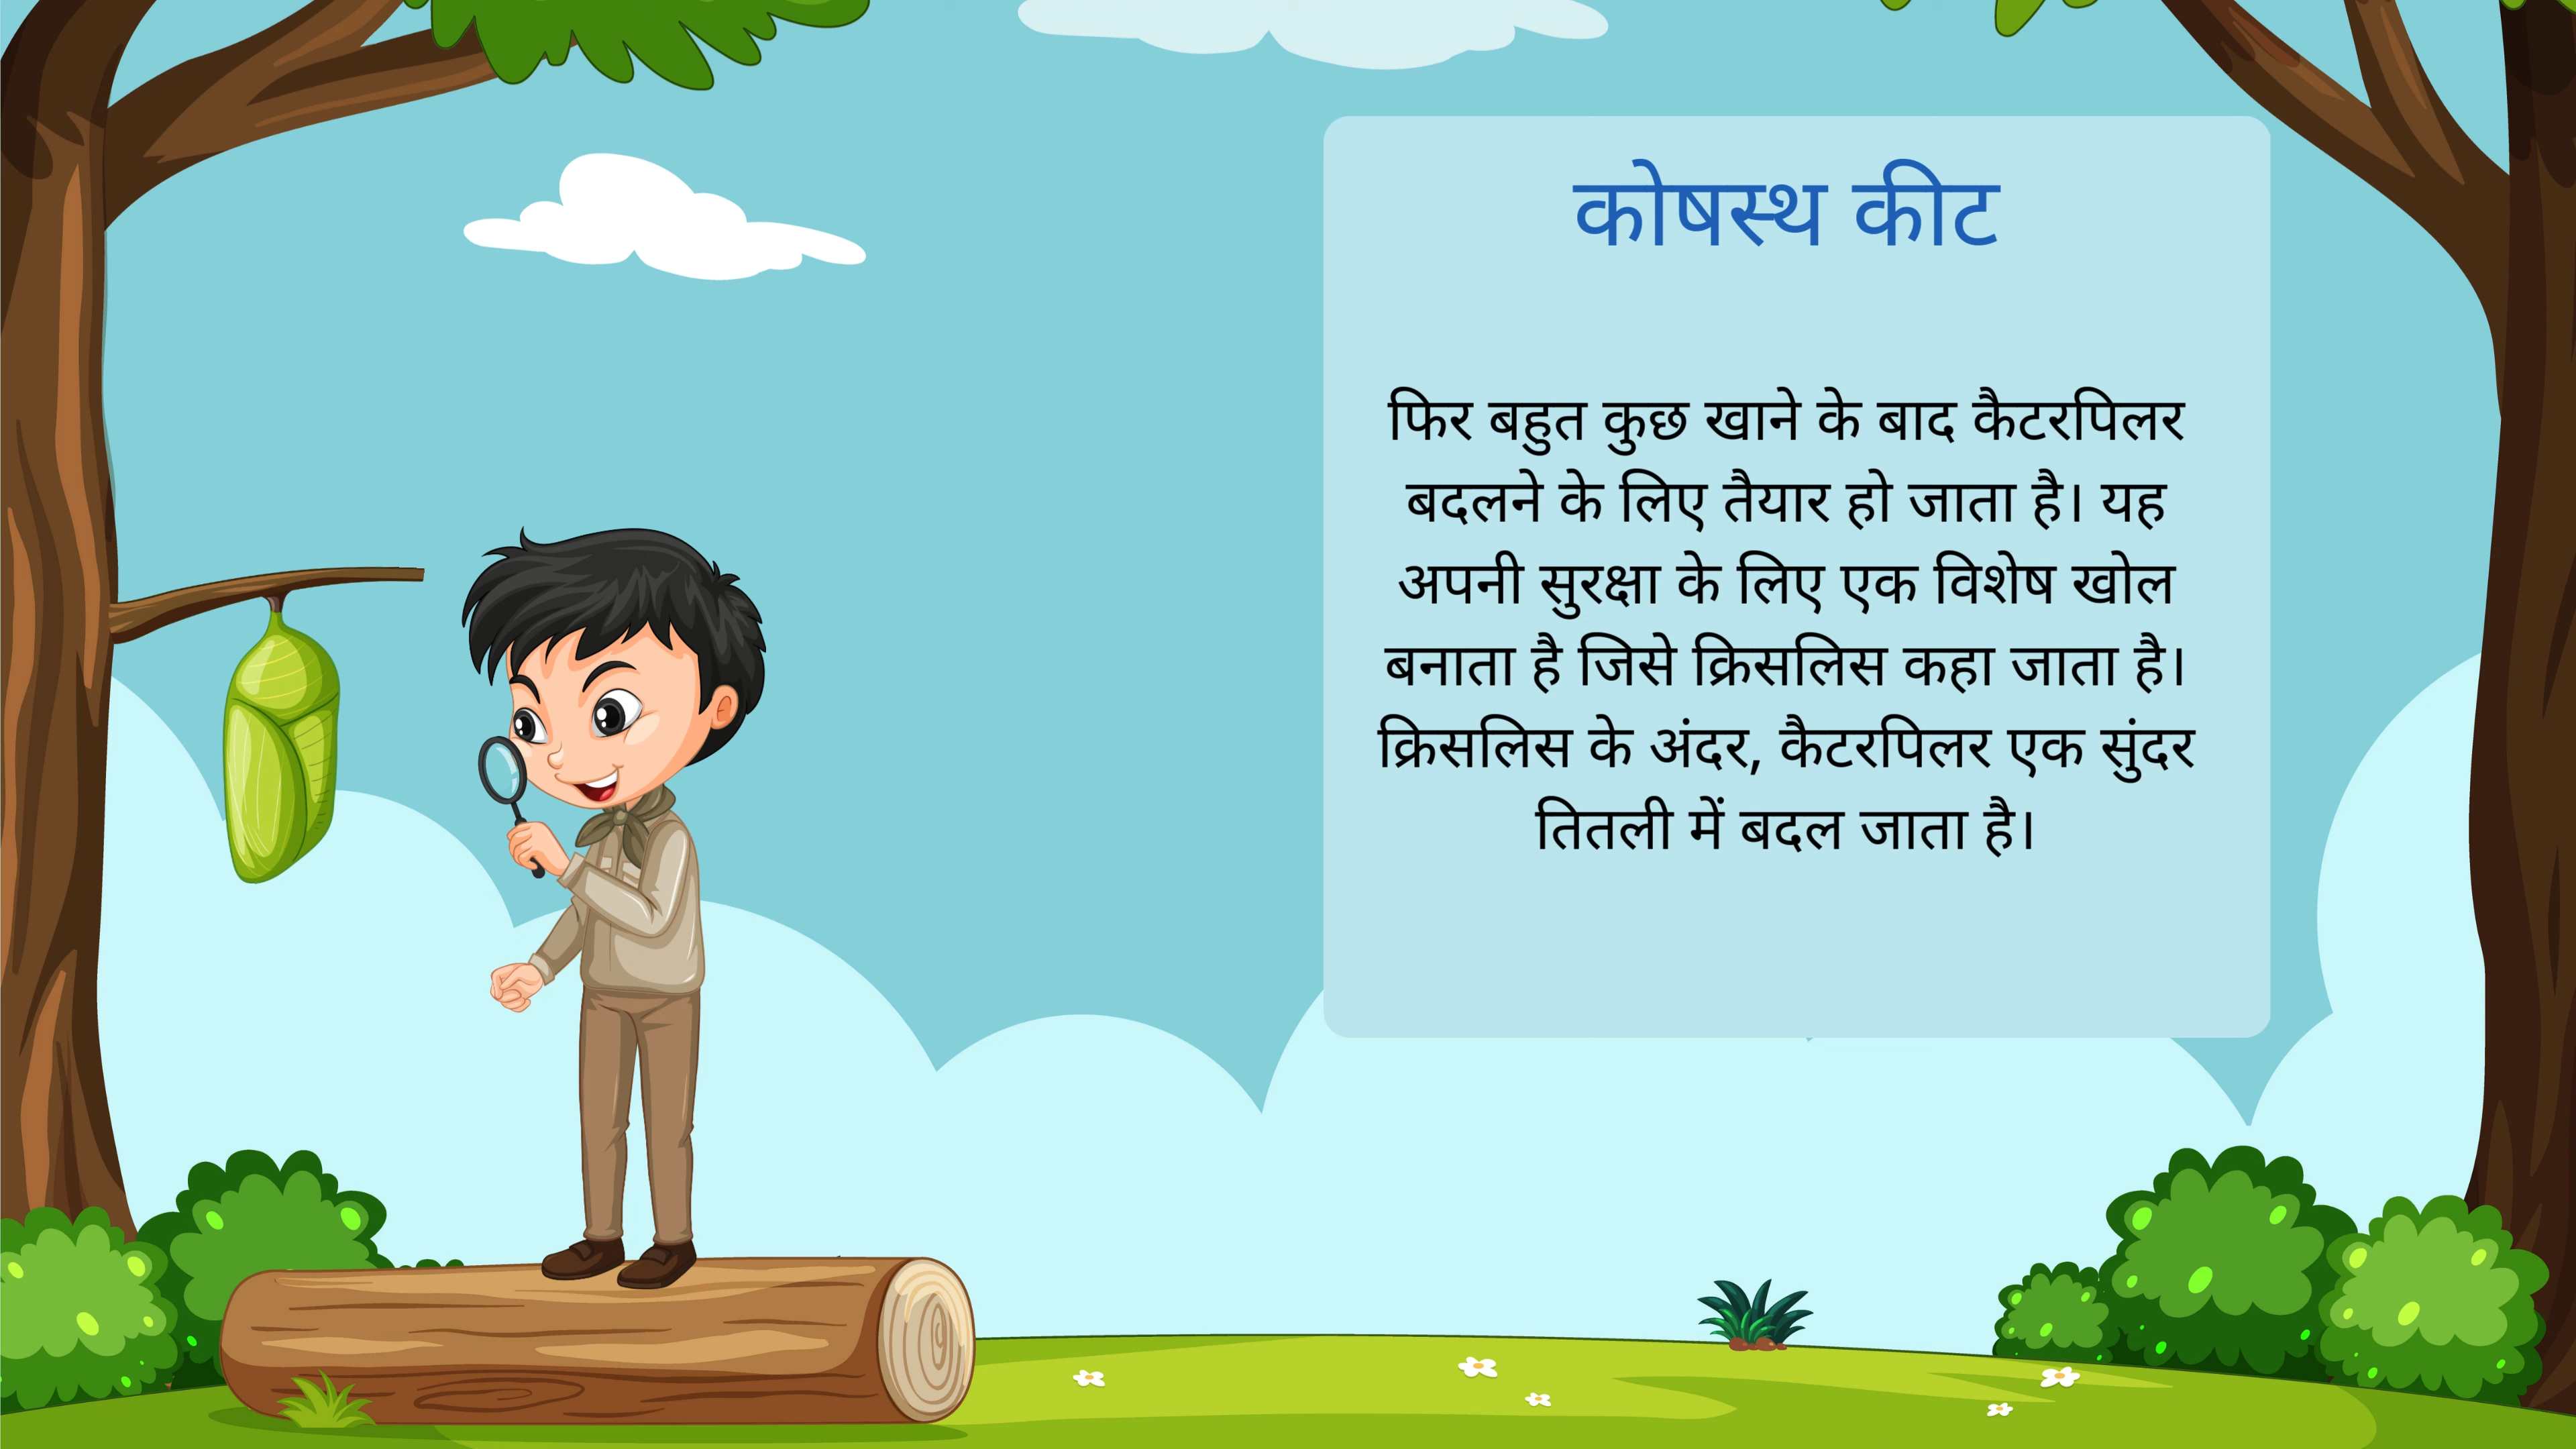 कोषस्थ कीट
फिर बहुत कुछ खाने के बाद कैटरपिलर
बदलने के लिए तैयार हो जाता है। यह
अपनी सुरक्षा के लिए एक विशेष खोल
बनाता है जिसे क्रिसलिस कहा जाता है।
क्रिसलिस के अंदर, कैटरपिलर एक सुंदर
तितली में बदल जाता है।